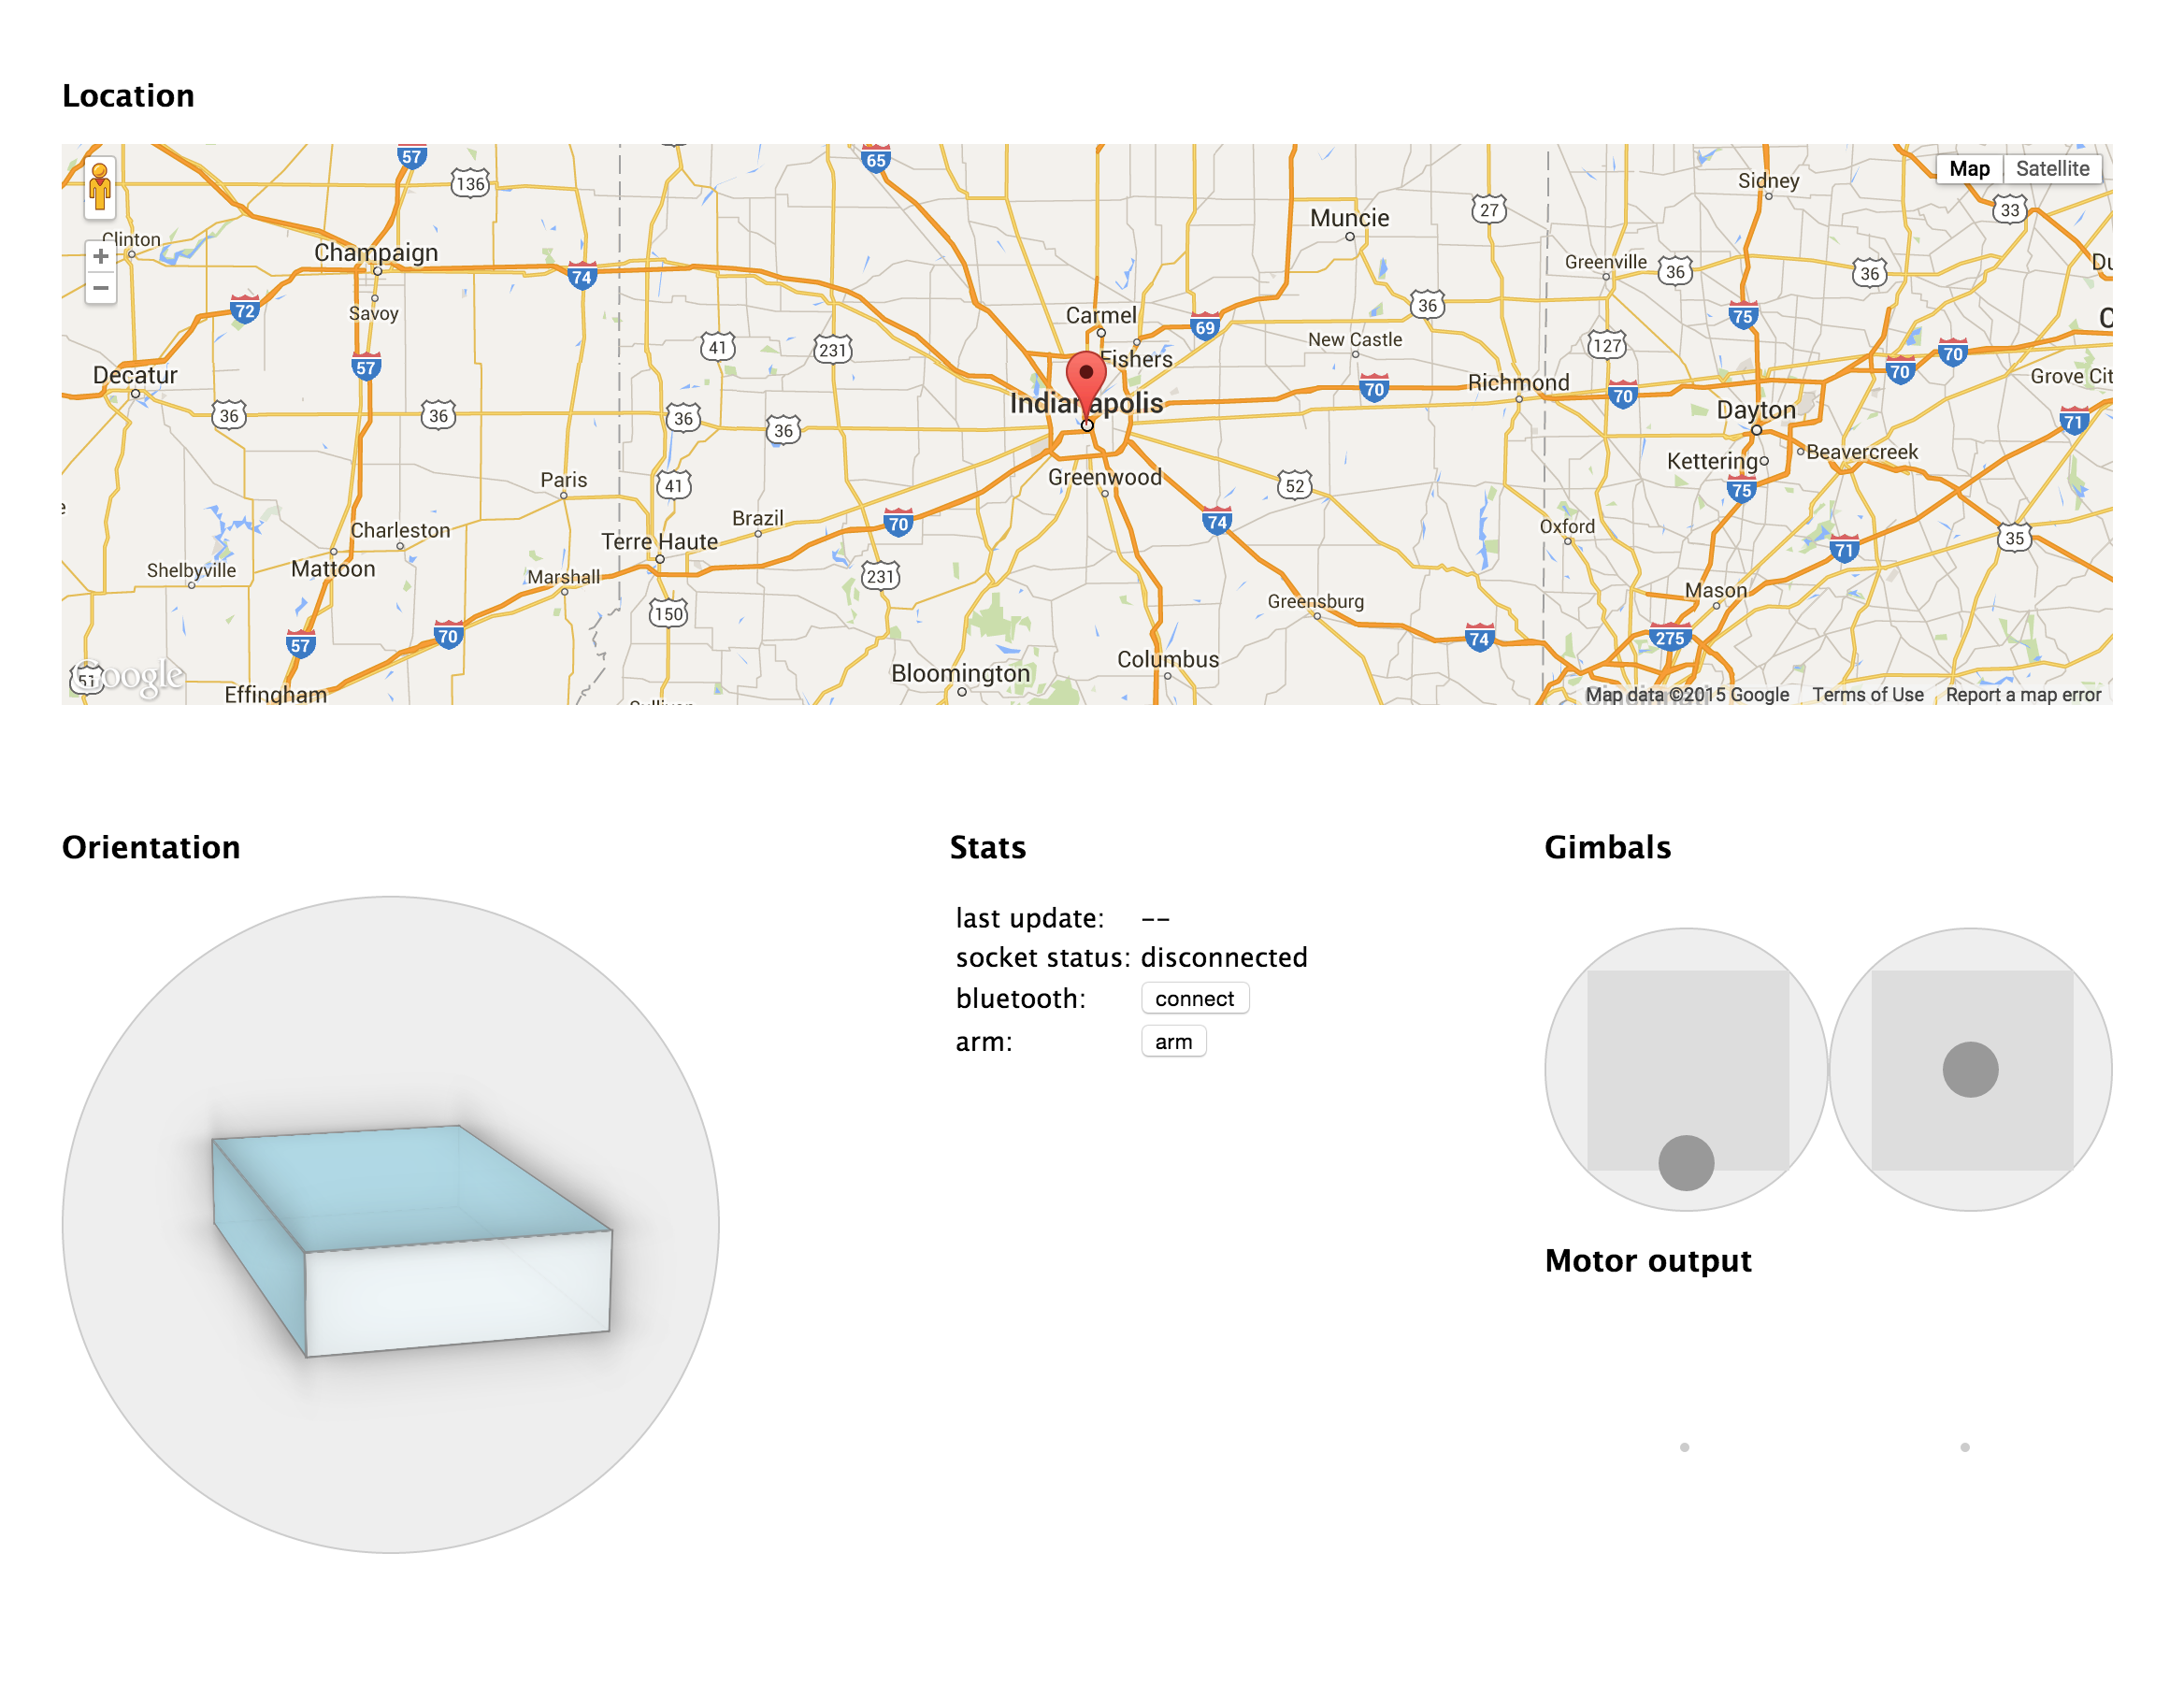 Location
57
65
136
Map
Satellite
Sidney
27
33
Muncie
Clinton
Champaign
Greenville
36
36
74
72
Savoy
Carmel
36
75
69
57
41
231
Fishers
New Castle
127
70
70
Decatur
Richmond
70
70
Grove Cit
Indianapolis
36
36
36
36
Dayton
71
Kettering
Beavercreek
Greenwood
Paris
41
52
75
Brazil
70
74
Charleston
Oxford
35
Terre Haute
71
Shelbyville
Mattoon
Marshall
231
Mason
150
Greensburg
57
70
74
275
Columbus
51
Google
Bloomington
Effingham
Map data ©2015 Google
Terms of Use
Report a map error
Orientation
Stats
Gimbals
last update: --
socket status: disconnected
bluetooth: connect
arm: arm
Motor output